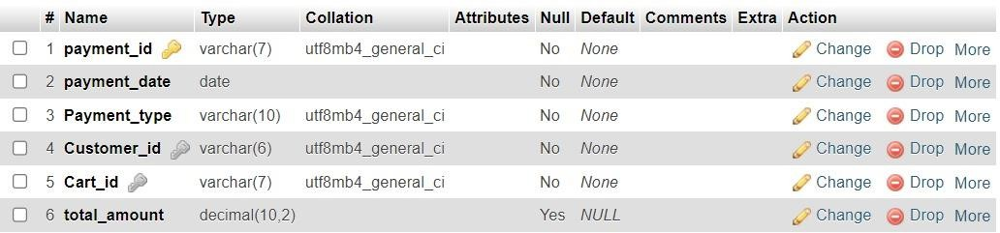 # Name Type Collation Attributes Null Default Comments Extra Action
1 payment_id varchar(7) utf8mb4_general_ci No None Change Drop More
2 payment_date date No None Change Drop More
3 Payment_type varchar(10) utf8mb4_general_ci No None Change Drop More
4 Customer_id varchar(6) utf8mb4_general_ci No None Change Drop More
5 Cart_id varchar(7) utf8mb4_general_ci No None Change Drop More
6 total_amount decimal(10,2) Yes NULL Change Drop More